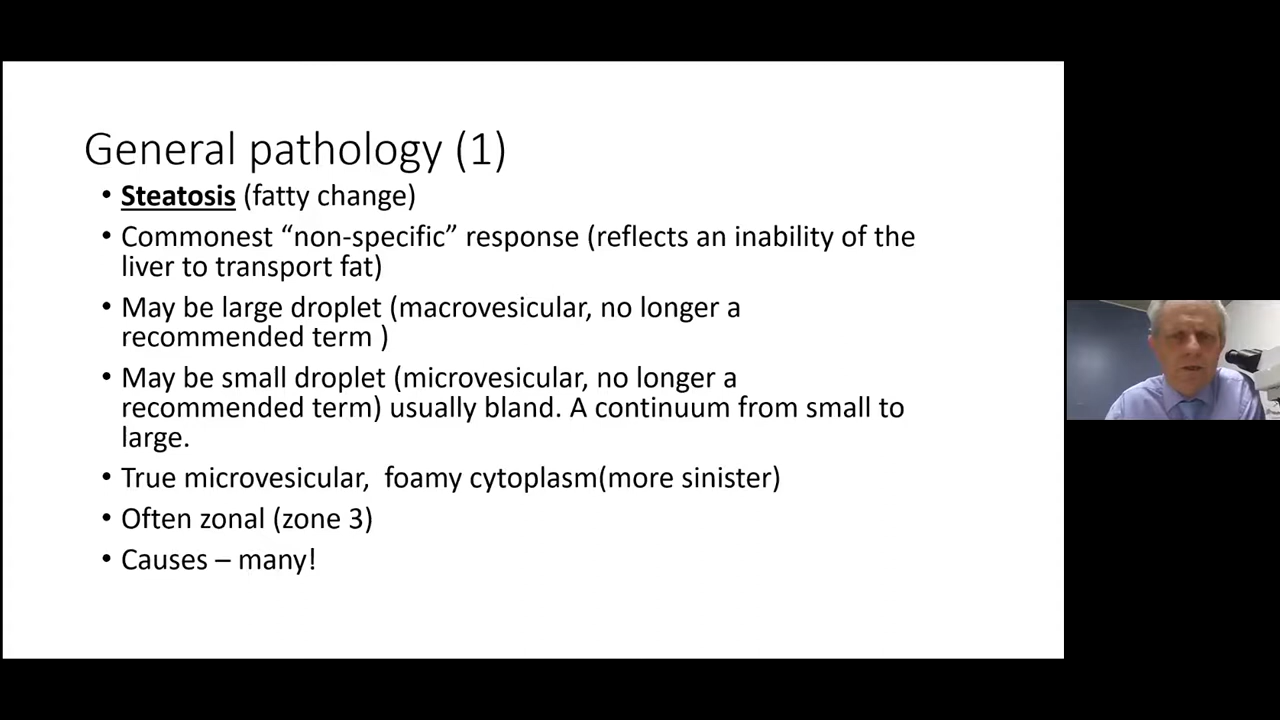 General pathology (1)
• Steatosis (fatty change)
• Commonest “non-specific” response (reflects an inability of the
liver to transport fat)
• May be large droplet (macrovesicular, no longer a
recommended term )
• May be small droplet (microvesicular, no longer a
recommended term) usually bland. A continuum from small to
large.
• True microvesicular,  foamy cytoplasm(more sinister)
• Often zonal (zone 3)
• Causes – many!